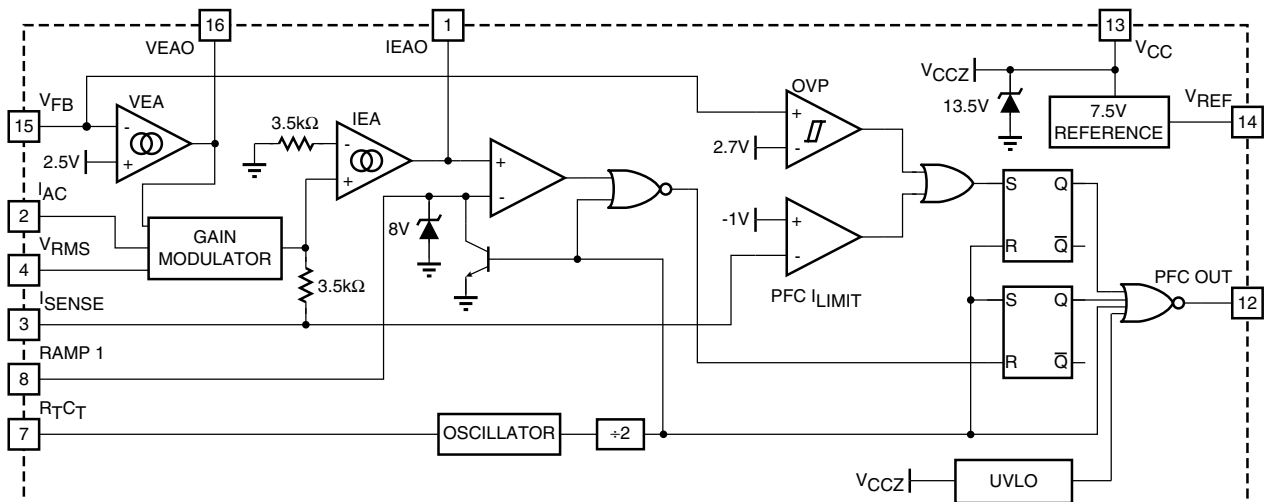 16
VEAO
1
IEAO
13
VCC
VFB
15
VEA
-
+
2.5V
3.5kΩ
IEA
-
+
OVP
+
-
2.7V
VCCZ
13.5V
7.5V
REFERENCE
VREF
14
IAC
2
VRMS
4
GAIN
MODULATOR
3.5kΩ
8V
+
-
-1V
+
-
PFC ILIMIT
S
Q
R
Q
S
Q
R
Q
PFC OUT
12
ISENSE
3
RAMP 1
8
RTCT
7
OSCILLATOR
÷2
VCCZ
UVLO